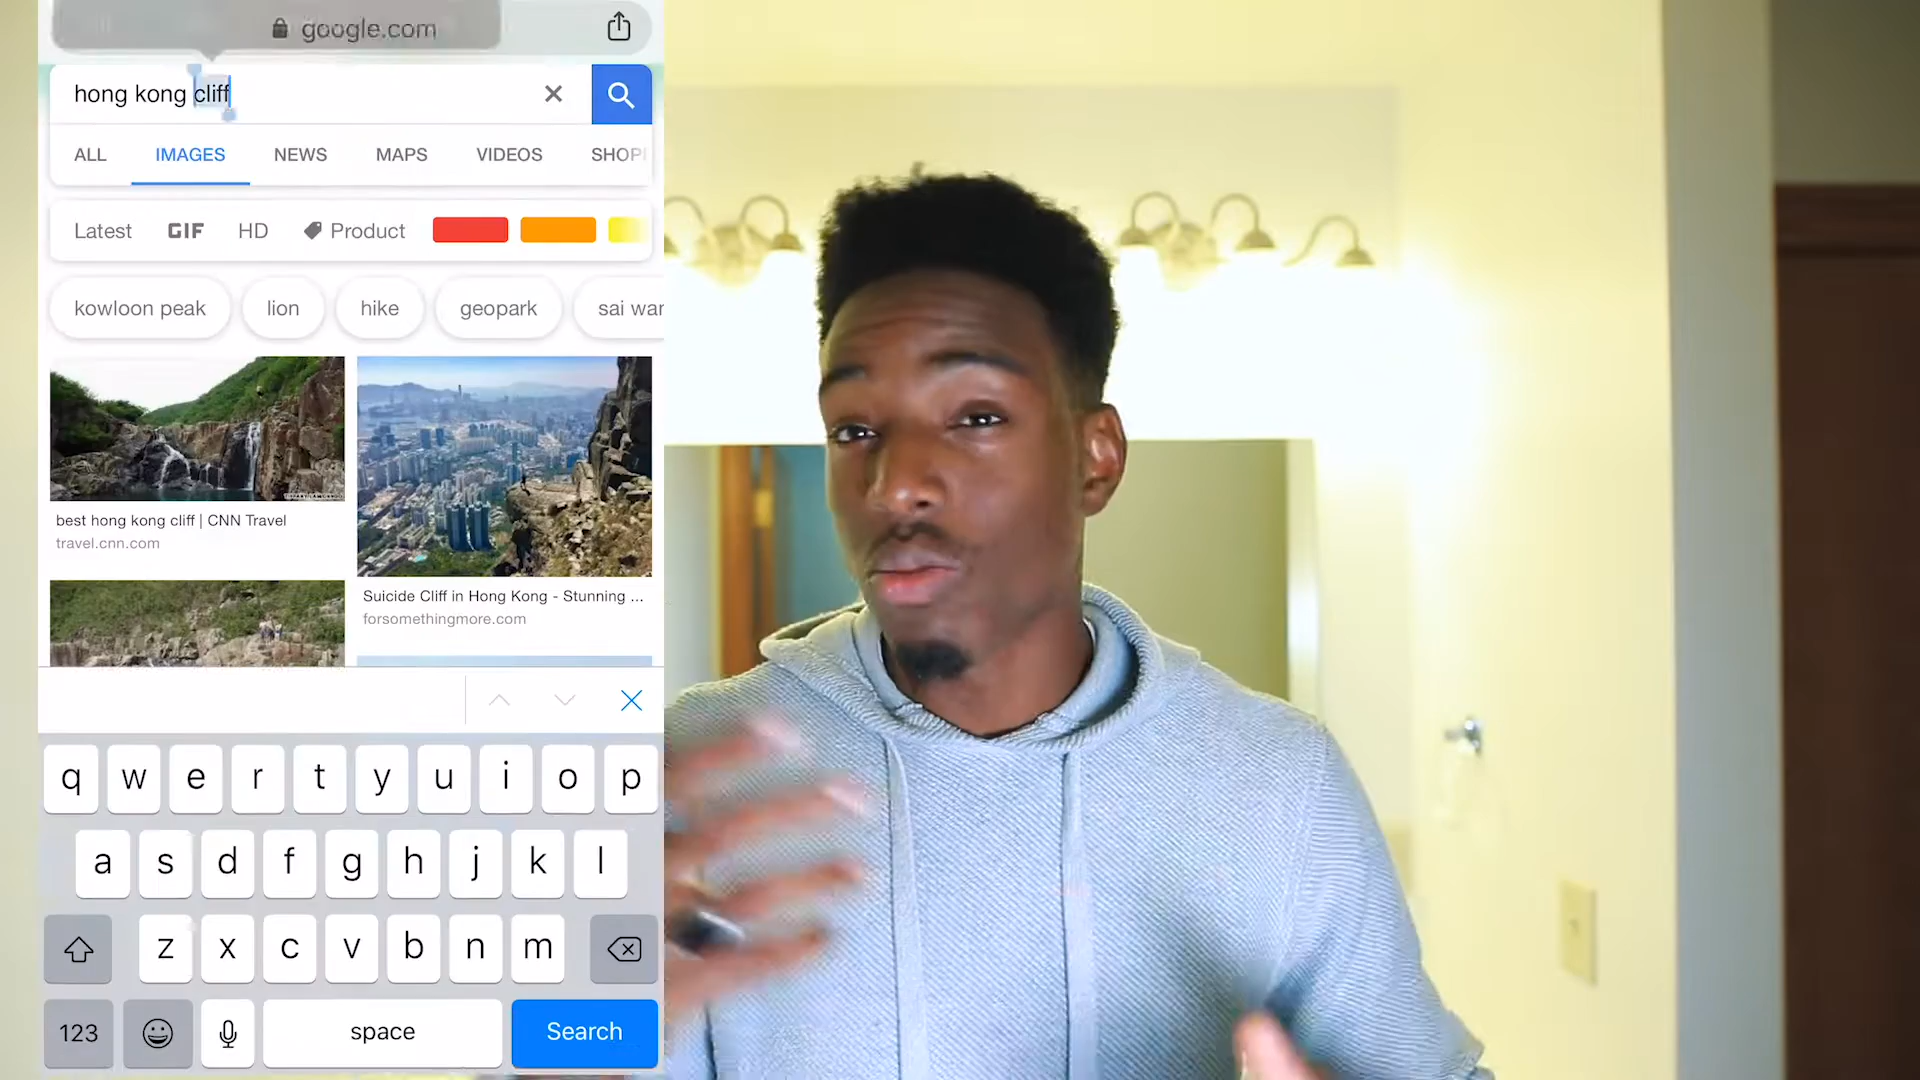 google.com
hong kong cliff
ALL IMAGES NEWS MAPS VIDEOS SHOP
Latest GIF HD Product
kowloon peak lion hike geopark sai
best hong kong cliff | CNN Travel
travel.cnn.com
Suicide Cliff in Hong Kong - Stunning ...
forsomethingmore.com
q w e r t y u i o p
a s d f g h j k l
z x c v b n m
123 space Search